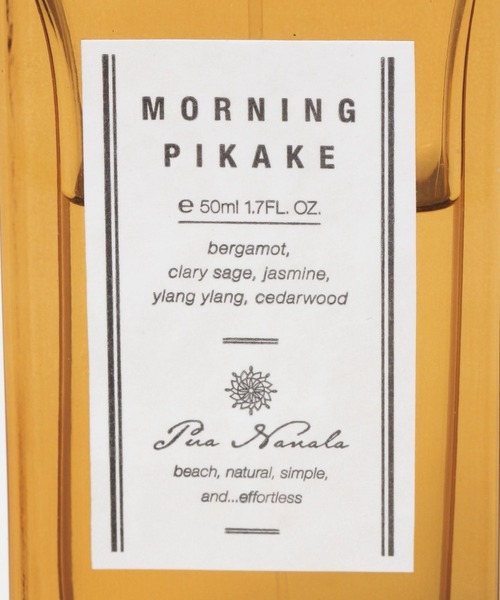 MORNING
PIKAKE
℮ 50ml 1.7FL. OZ.
bergamot,
clary sage, jasmine,
ylang ylang, cedarwood
Pua Nanala
beach, natural, simple,
and...effortless